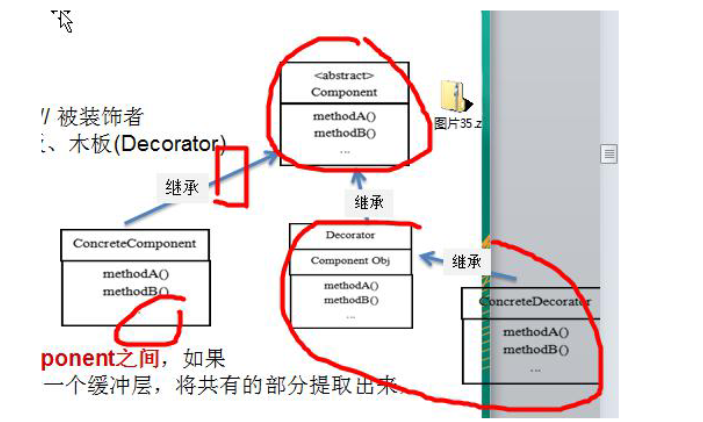 <abstract>
Component
methodA()
methodB()
...
// 被装饰者
、木板(Decorator)
图片35.z
继承
继承
ConcreteComponent
methodA()
methodB()
Decorator
Component Obj
methodA()
methodB()
...
继承
ConcreteDecorator
methodA()
methodB()
...
ponent之间，如果
一个缓冲层，将共有的部分提取出来